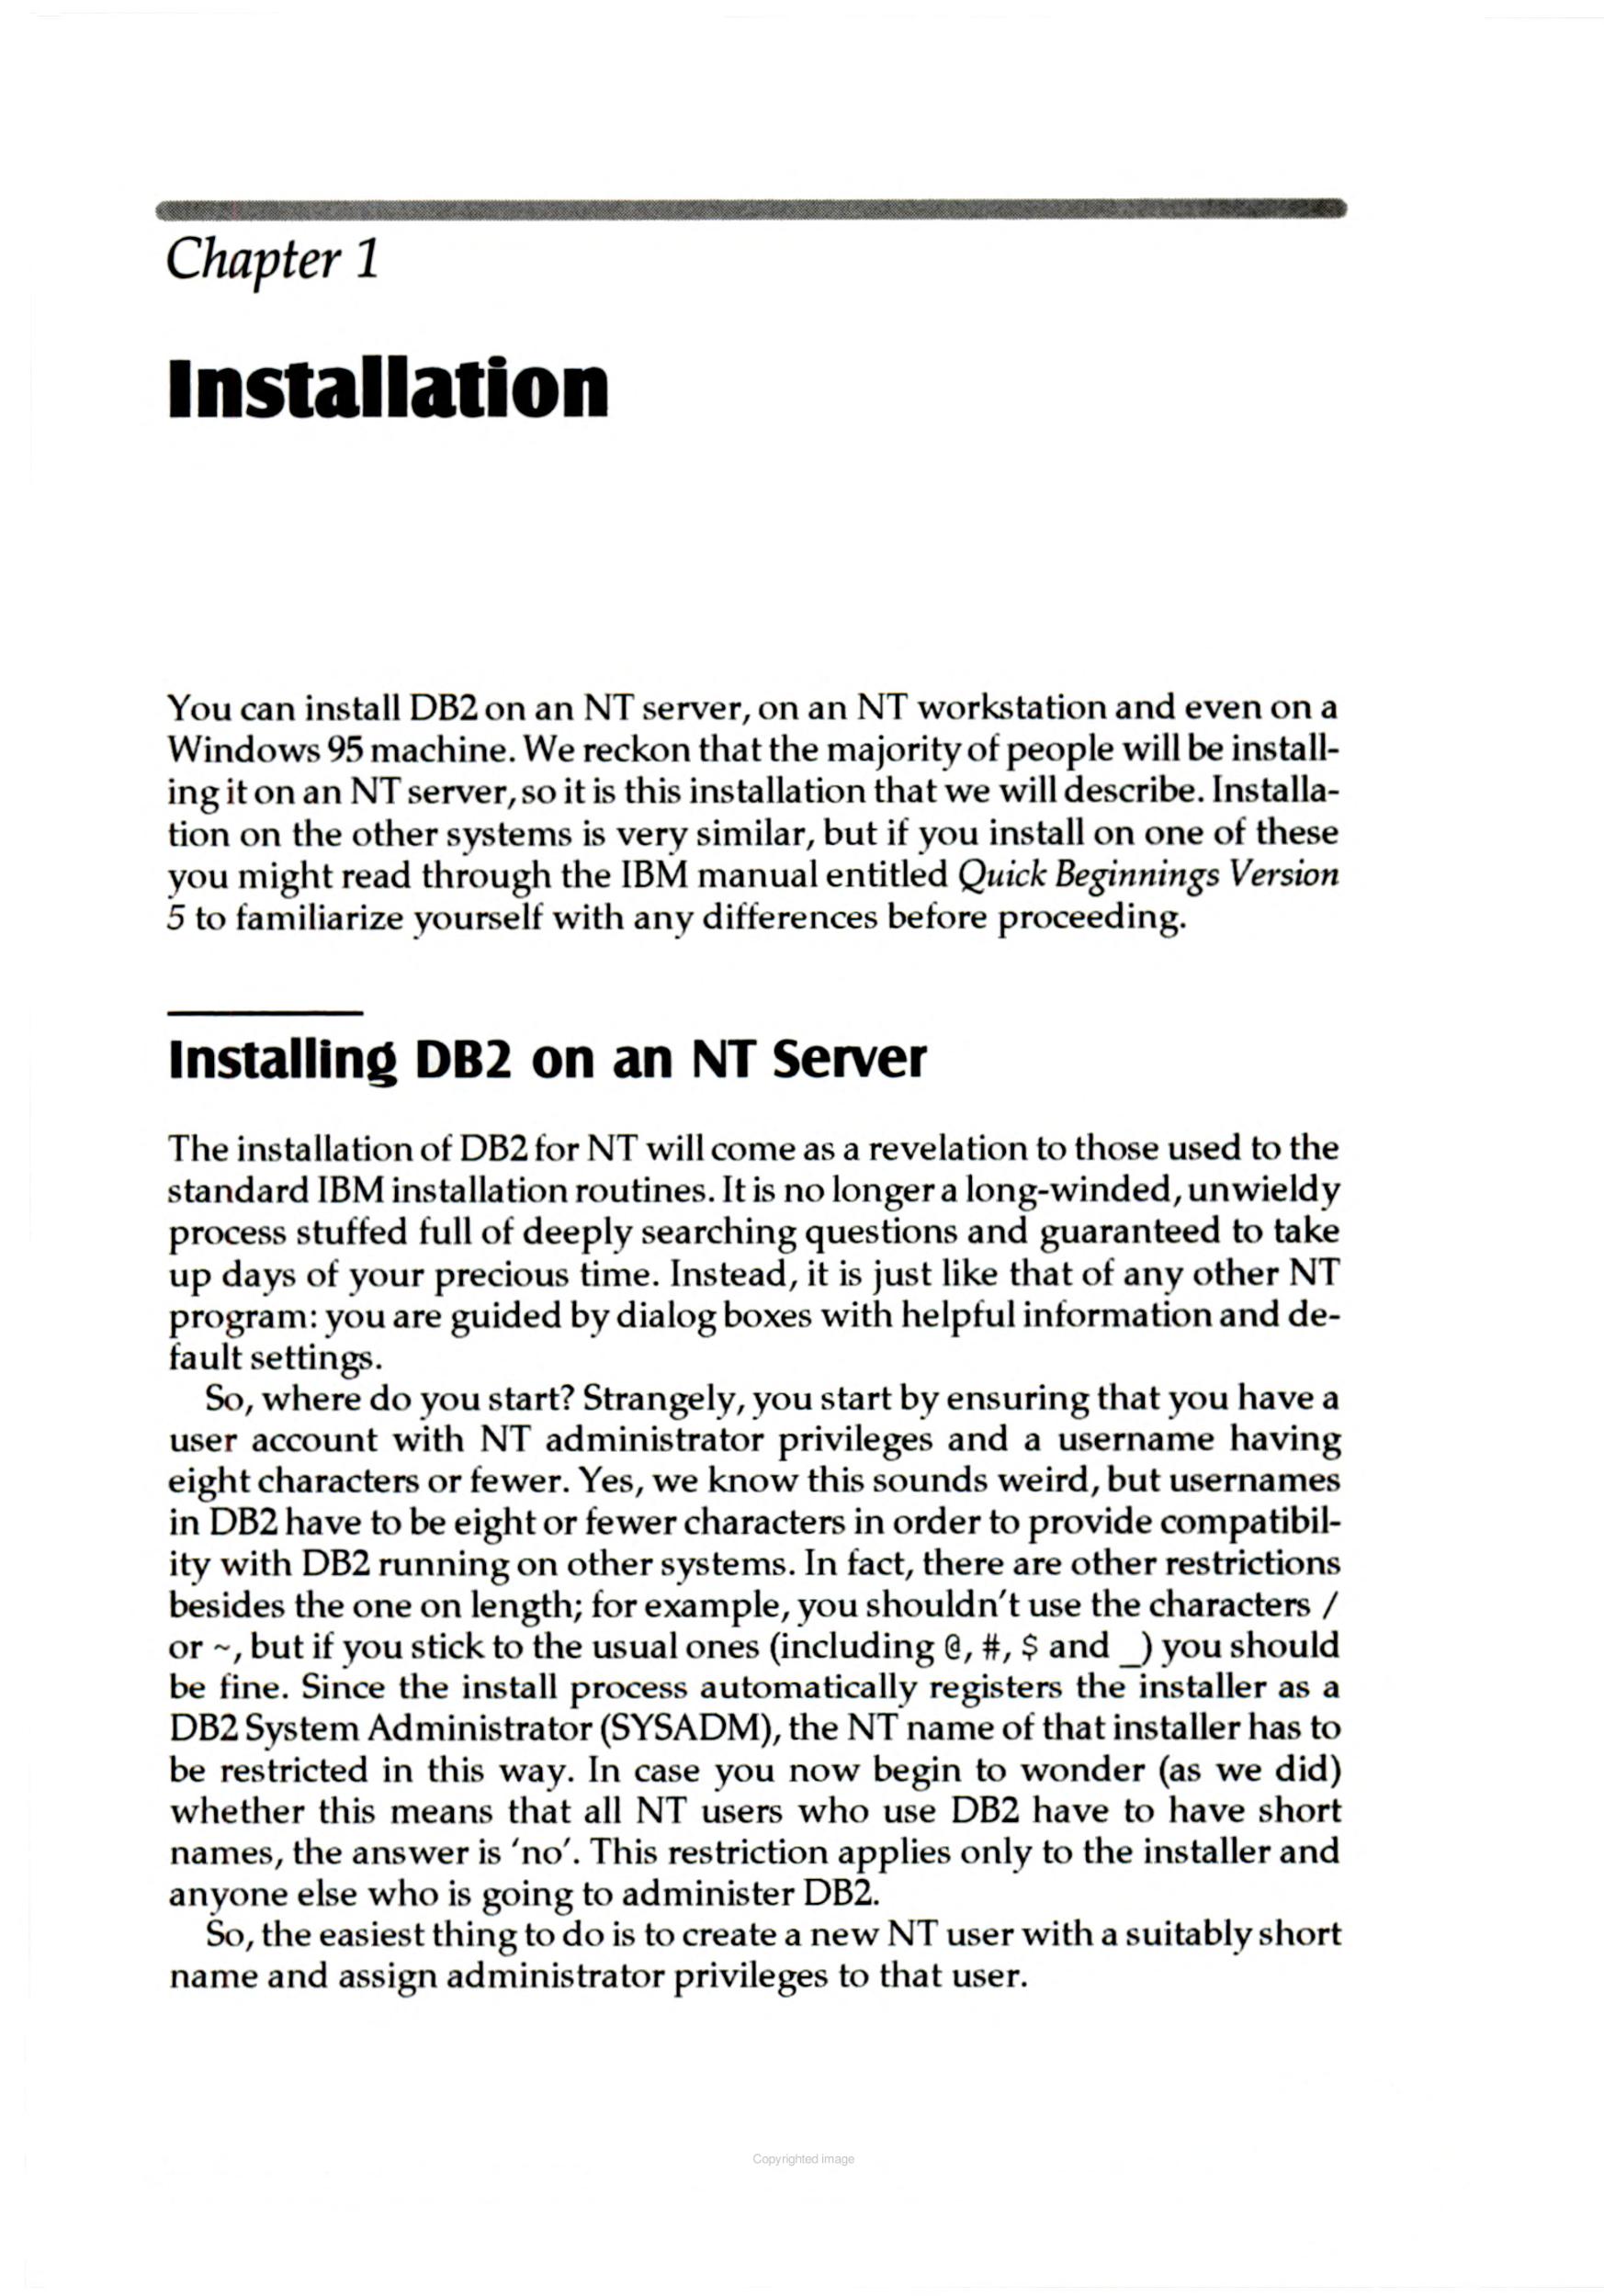 Chapter 1
Installation
You can install DB2 on an NT server, on an NT workstation and even on a
Windows 95 machine. We reckon that the majority of people will be install-
ing it on an NT server, so it is this installation that we will describe. Installa-
tion on the other systems is very similar, but if you install on one of these
you might read through the IBM manual entitled Quick Beginnings Version
5 to familiarize yourself with any differences before proceeding.
Installing DB2 on an NT Server
The installation of DB2 for NT will come as a revelation to those used to the
standard IBM installation routines. It is no longer a long-winded, unwieldy
process stuffed full of deeply searching questions and guaranteed to take
up days of your precious time. Instead, it is just like that of any other NT
program: you are guided by dialog boxes with helpful information and de-
fault settings.
So, where do you start? Strangely, you start by ensuring that you have a
user account with NT administrator privileges and a username having
eight characters or fewer. Yes, we know this sounds weird, but usernames
in DB2 have to be eight or fewer characters in order to provide compatibil-
ity with DB2 running on other systems. In fact, there are other restrictions
besides the one on length; for example, you shouldn't use the characters /
or ~, but if you stick to the usual ones (including @, #, $ and _) you should
be fine. Since the install process automatically registers the installer as a
DB2 System Administrator (SYSADM), the NT name of that installer has to
be restricted in this way. In case you now begin to wonder (as we did)
whether this means that all NT users who use DB2 have to have short
names, the answer is 'no'. This restriction applies only to the installer and
anyone else who is going to administer DB2.
So, the easiest thing to do is to create a new NT user with a suitably short
name and assign administrator privileges to that user.
Copyrighted image